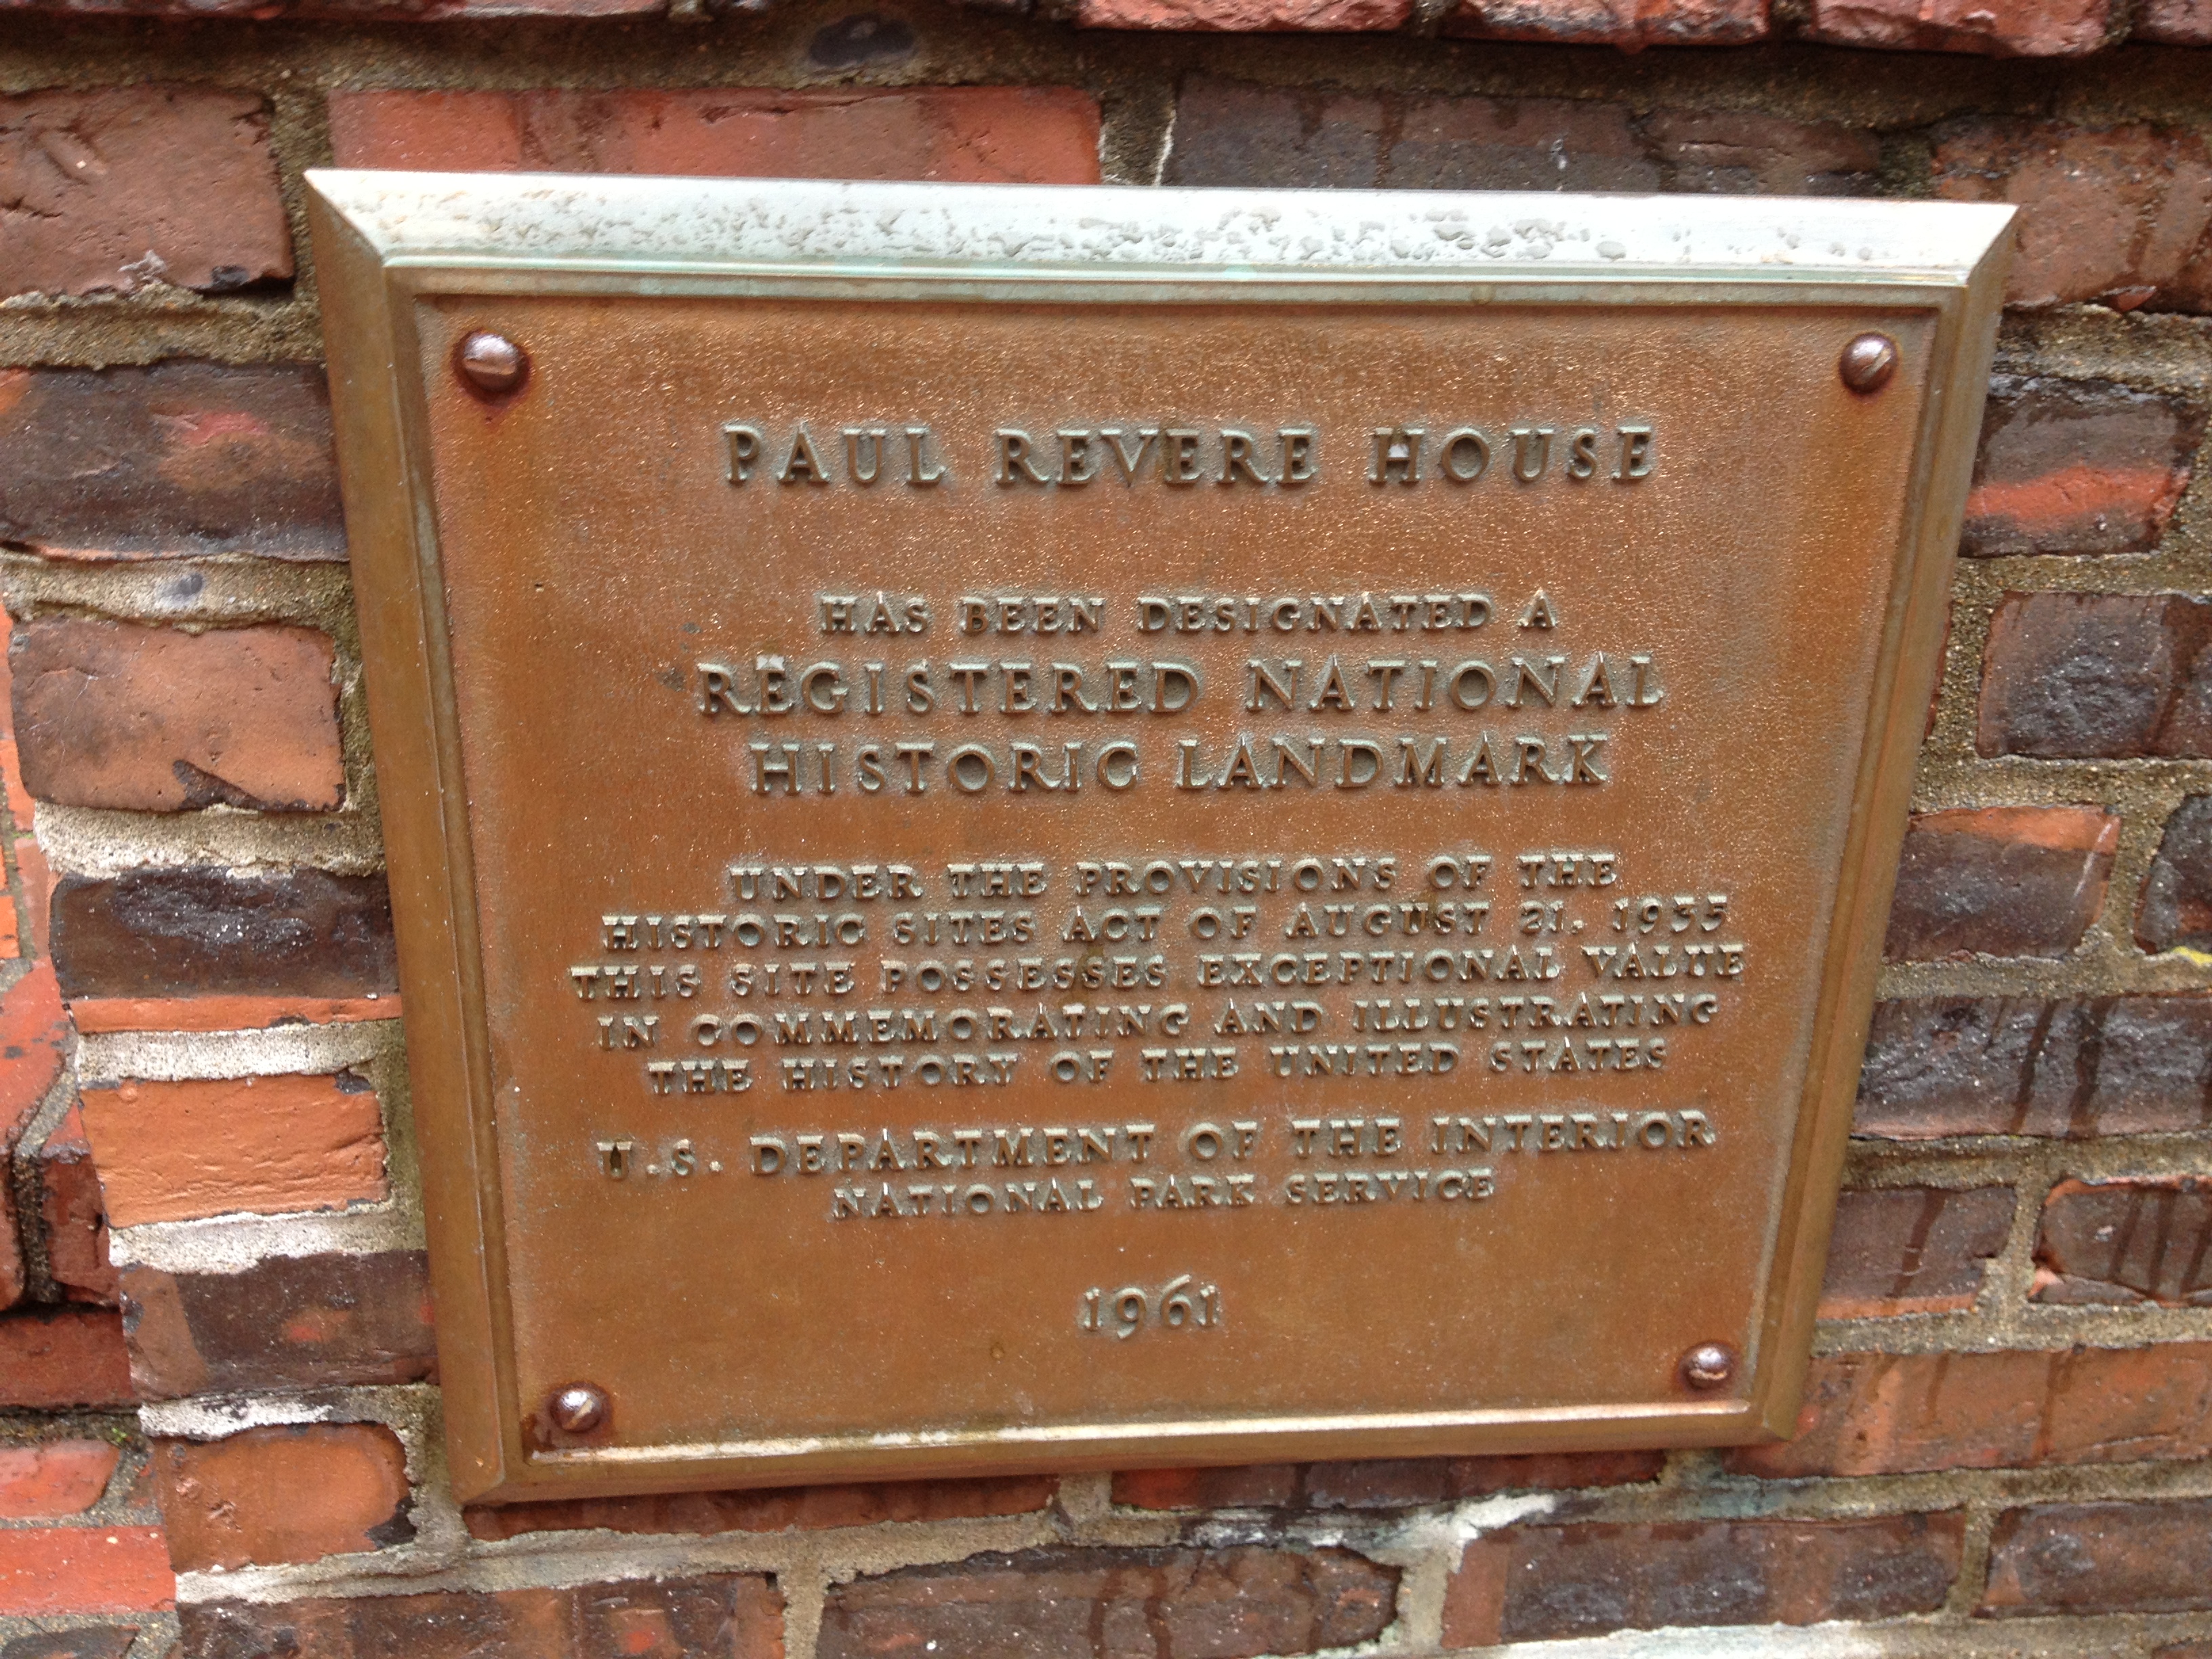 PAUL REVERE HOUSE
HAS BEEN DESIGNATED A
REGISTERED NATIONAL
HISTORIC LANDMARK
UNDER THE PROVISIONS OF THE
HISTORIC SITES ACT OF AUGUST 21, 1935
THIS SITE POSSESSES EXCEPTIONAL VALUE
IN COMMEMORATING AND ILLUSTRATING
THE HISTORY OF THE UNITED STATES
U.S. DEPARTMENT OF THE INTERIOR
NATIONAL PARK SERVICE
1961